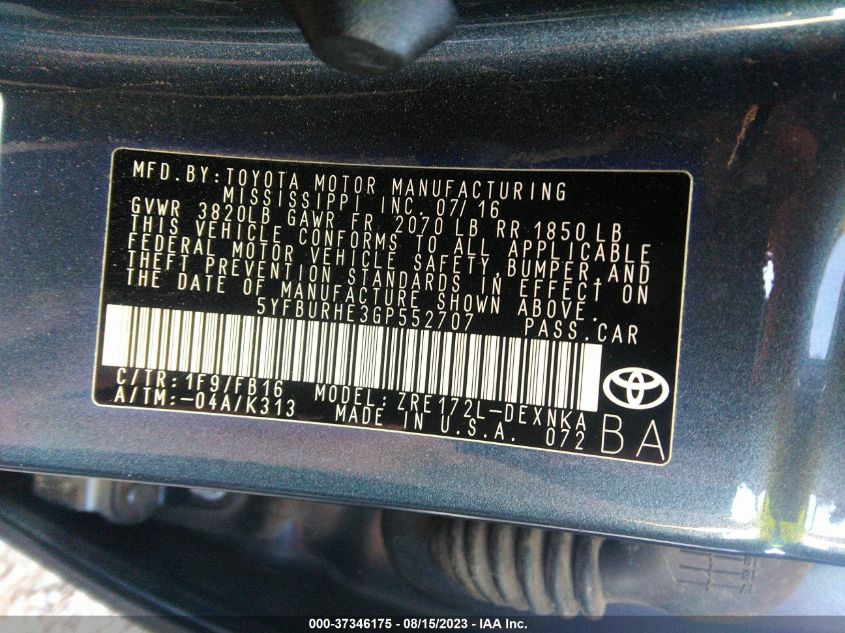 MFD.BY:TOYOTA MOTOR MANUFACTURING
MISSISSIPPI INC. 07/16
GVWR 3820LB GAWR FR 2070 LB RR 1850 LB
THIS VEHICLE CONFORMS TO ALL APPLICABLE
FEDERAL MOTOR VEHICLE SAFETY, BUMPER, AND
THEFT PREVENTION STANDARDS IN EFFECT ON
THE DATE OF MANUFACTURE SHOWN ABOVE.
5YFBURHE3GP552707 PASS.CAR
C/TR:1F9/FB16 MODEL:ZRE172L-DEXNKA
A/TM:-04A/K313 MADE IN U.S.A. 072
BA
000-37346175 - 08/15/2023 - IAA Inc.